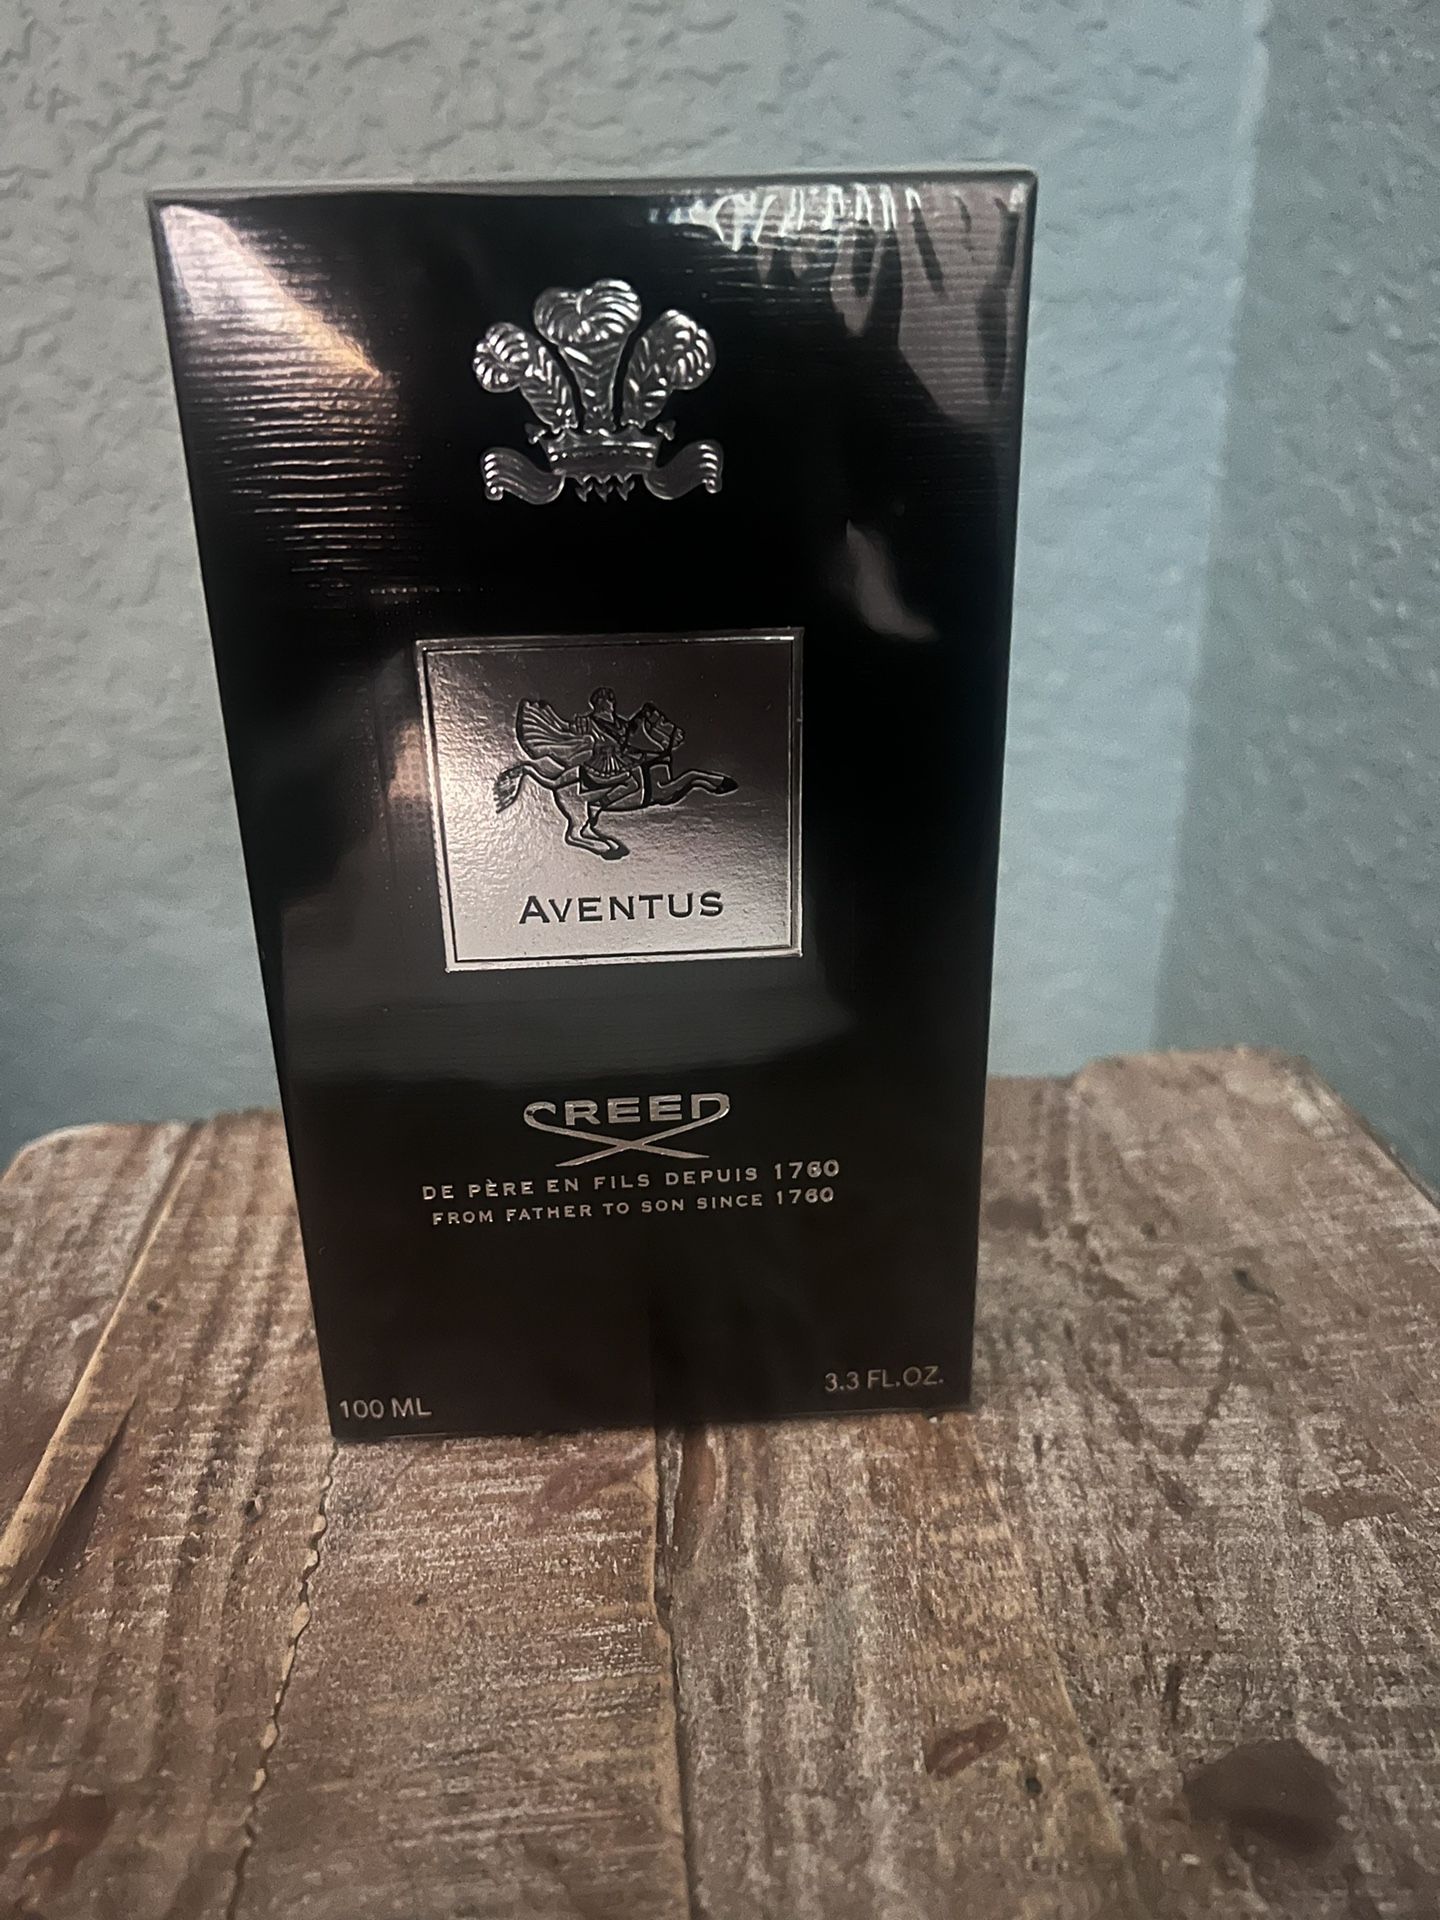 AVENTUS
CREED
DE PÈRE EN FILS DEPUIS 1760
FROM FATHER TO SON SINCE 1760
100 ML
3.3 FL.OZ.